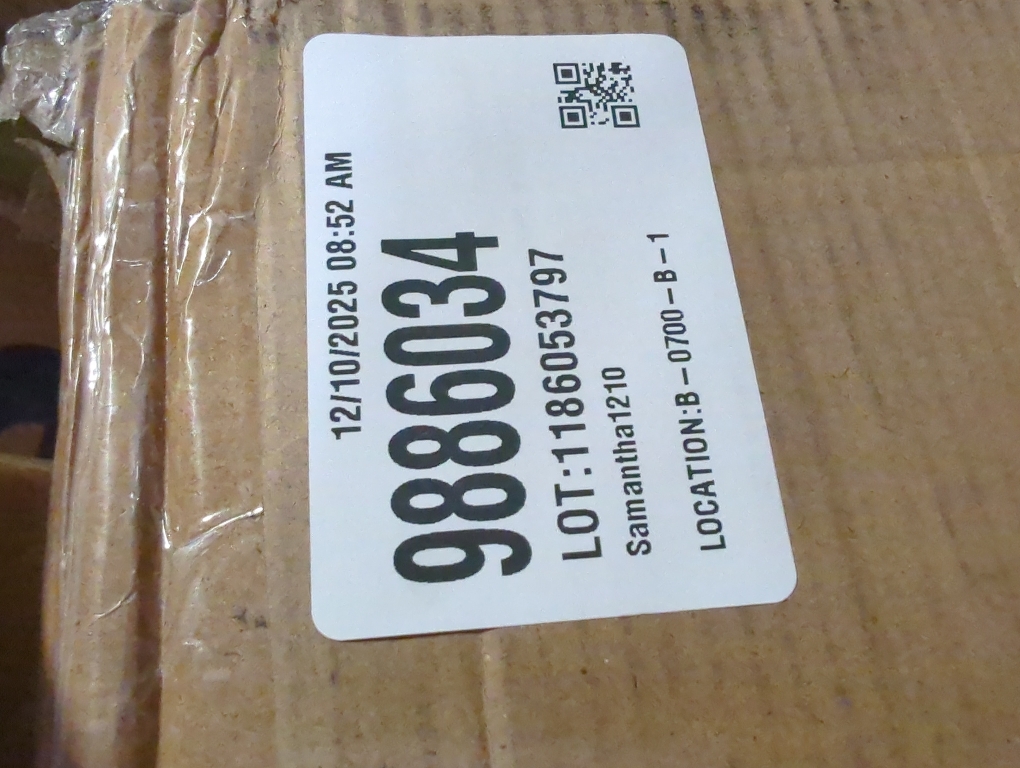 12/10/2025 08:52 AM
9886034
LOT:1186053797
Samantha1210
LOCATION:B-0700-B-1